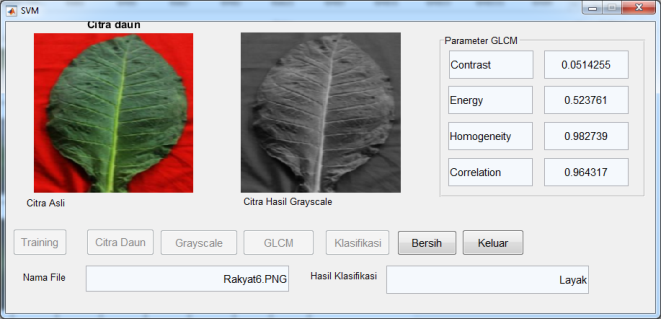 SVM
Citra daun
Parameter GLCM
Contrast 0.0514255
Energy 0.523761
Homogeneity 0.982739
Correlation 0.964317
Citra Asli
Citra Hasil Grayscale
Training Citra Daun Grayscale GLCM Klasifikasi Bersih Keluar
Nama File Rakyat6.PNG Hasil Klasifikasi Layak